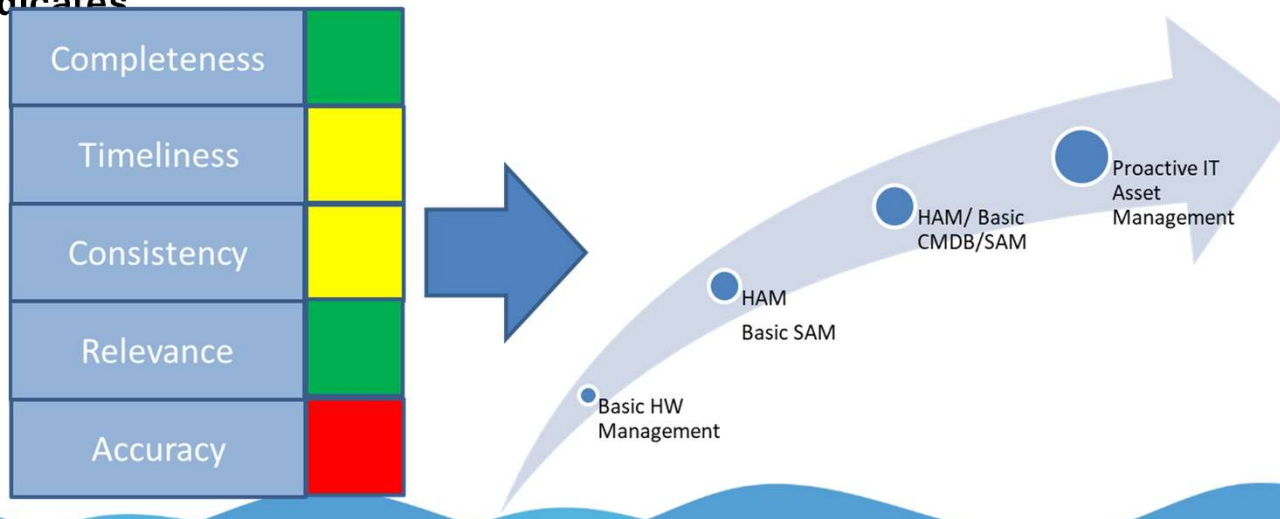 Completeness
Timeliness
Consistency
Relevance
Accuracy
Basic HW
Management
HAM
Basic SAM
HAM/ Basic
CMDB/SAM
Proactive IT
Asset
Management